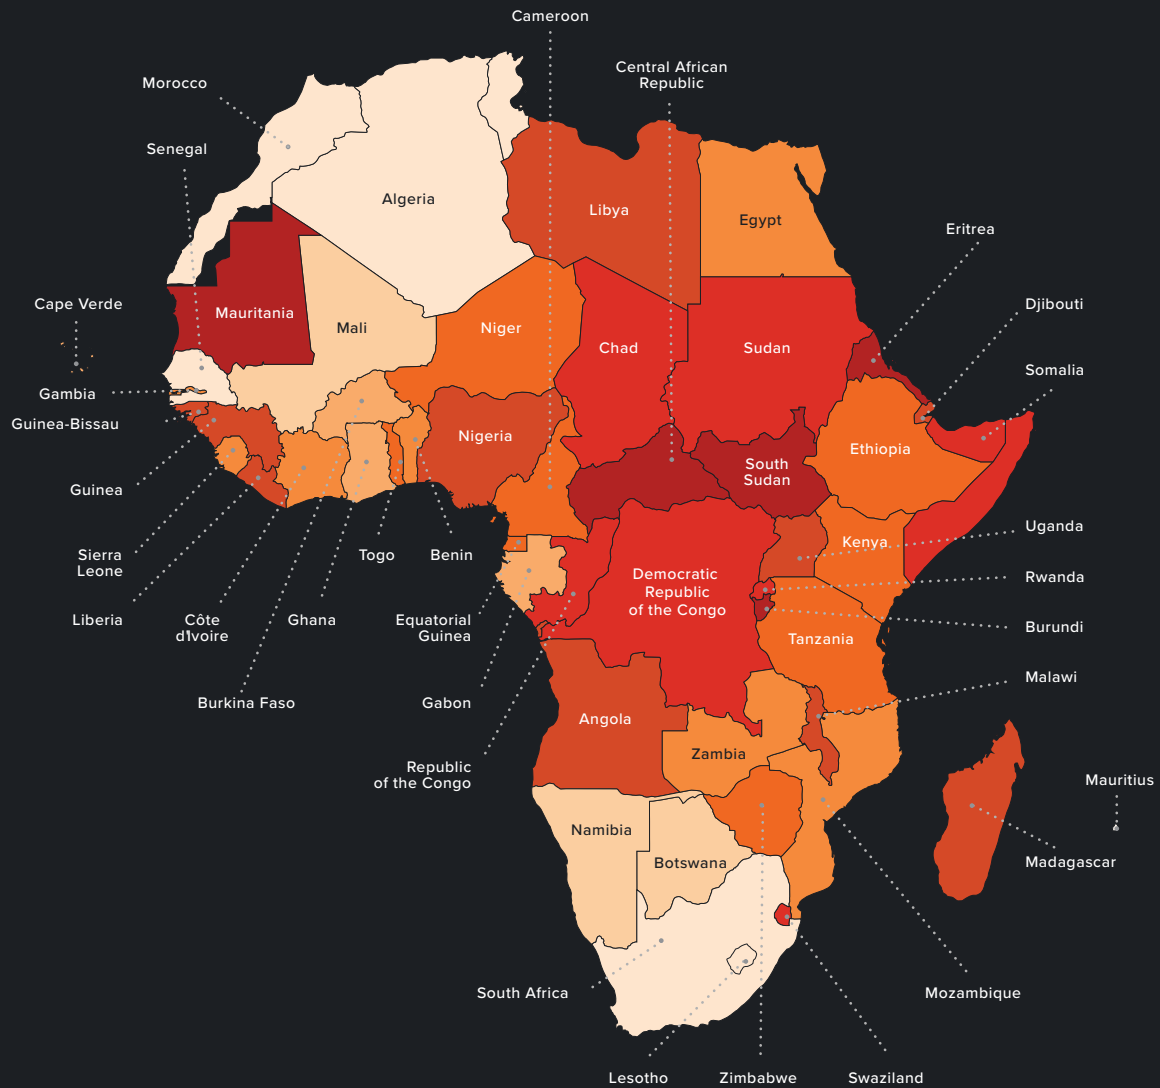 Cameroon
Central African
Republic
Morocco
Senegal
Algeria
Libya
Egypt
Eritrea
Cape Verde
Mauritania
Mali
Niger
Chad
Sudan
Djibouti
Somalia
Gambia
Guinea-Bissau
Nigeria
Ethiopia
South
Sudan
Guinea
Uganda
Kenya
Sierra
Leone
Togo
Benin
Democratic
Republic
of the Congo
Rwanda
Liberia
Côte
d'Ivoire
Ghana
Equatorial
Guinea
Burundi
Tanzania
Malawi
Burkina Faso
Gabon
Angola
Zambia
Republic
of the Congo
Mauritius
Namibia
Botswana
Madagascar
South Africa
Mozambique
Lesotho
Zimbabwe
Swaziland